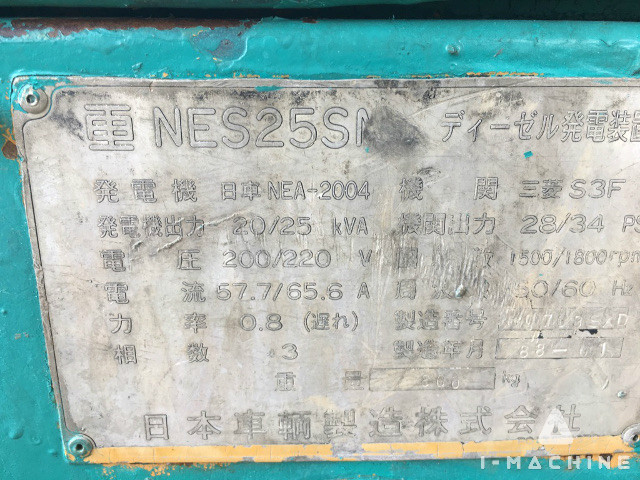 NES25S ディーゼル発電装置
発電機 日車 NEA-2004 機関 三菱 S3F
発電機出力 20/25 kVA 機関出力 28/34 PS
電圧 200/220 V 1500/1800rpm
電流 57.7/65.6 A 50/60 Hz
力率 0.8 (遅れ) 製造番号
相数 3 製造年月 88-
重 kg
日本車輌製造株式会社
T-MACHINE